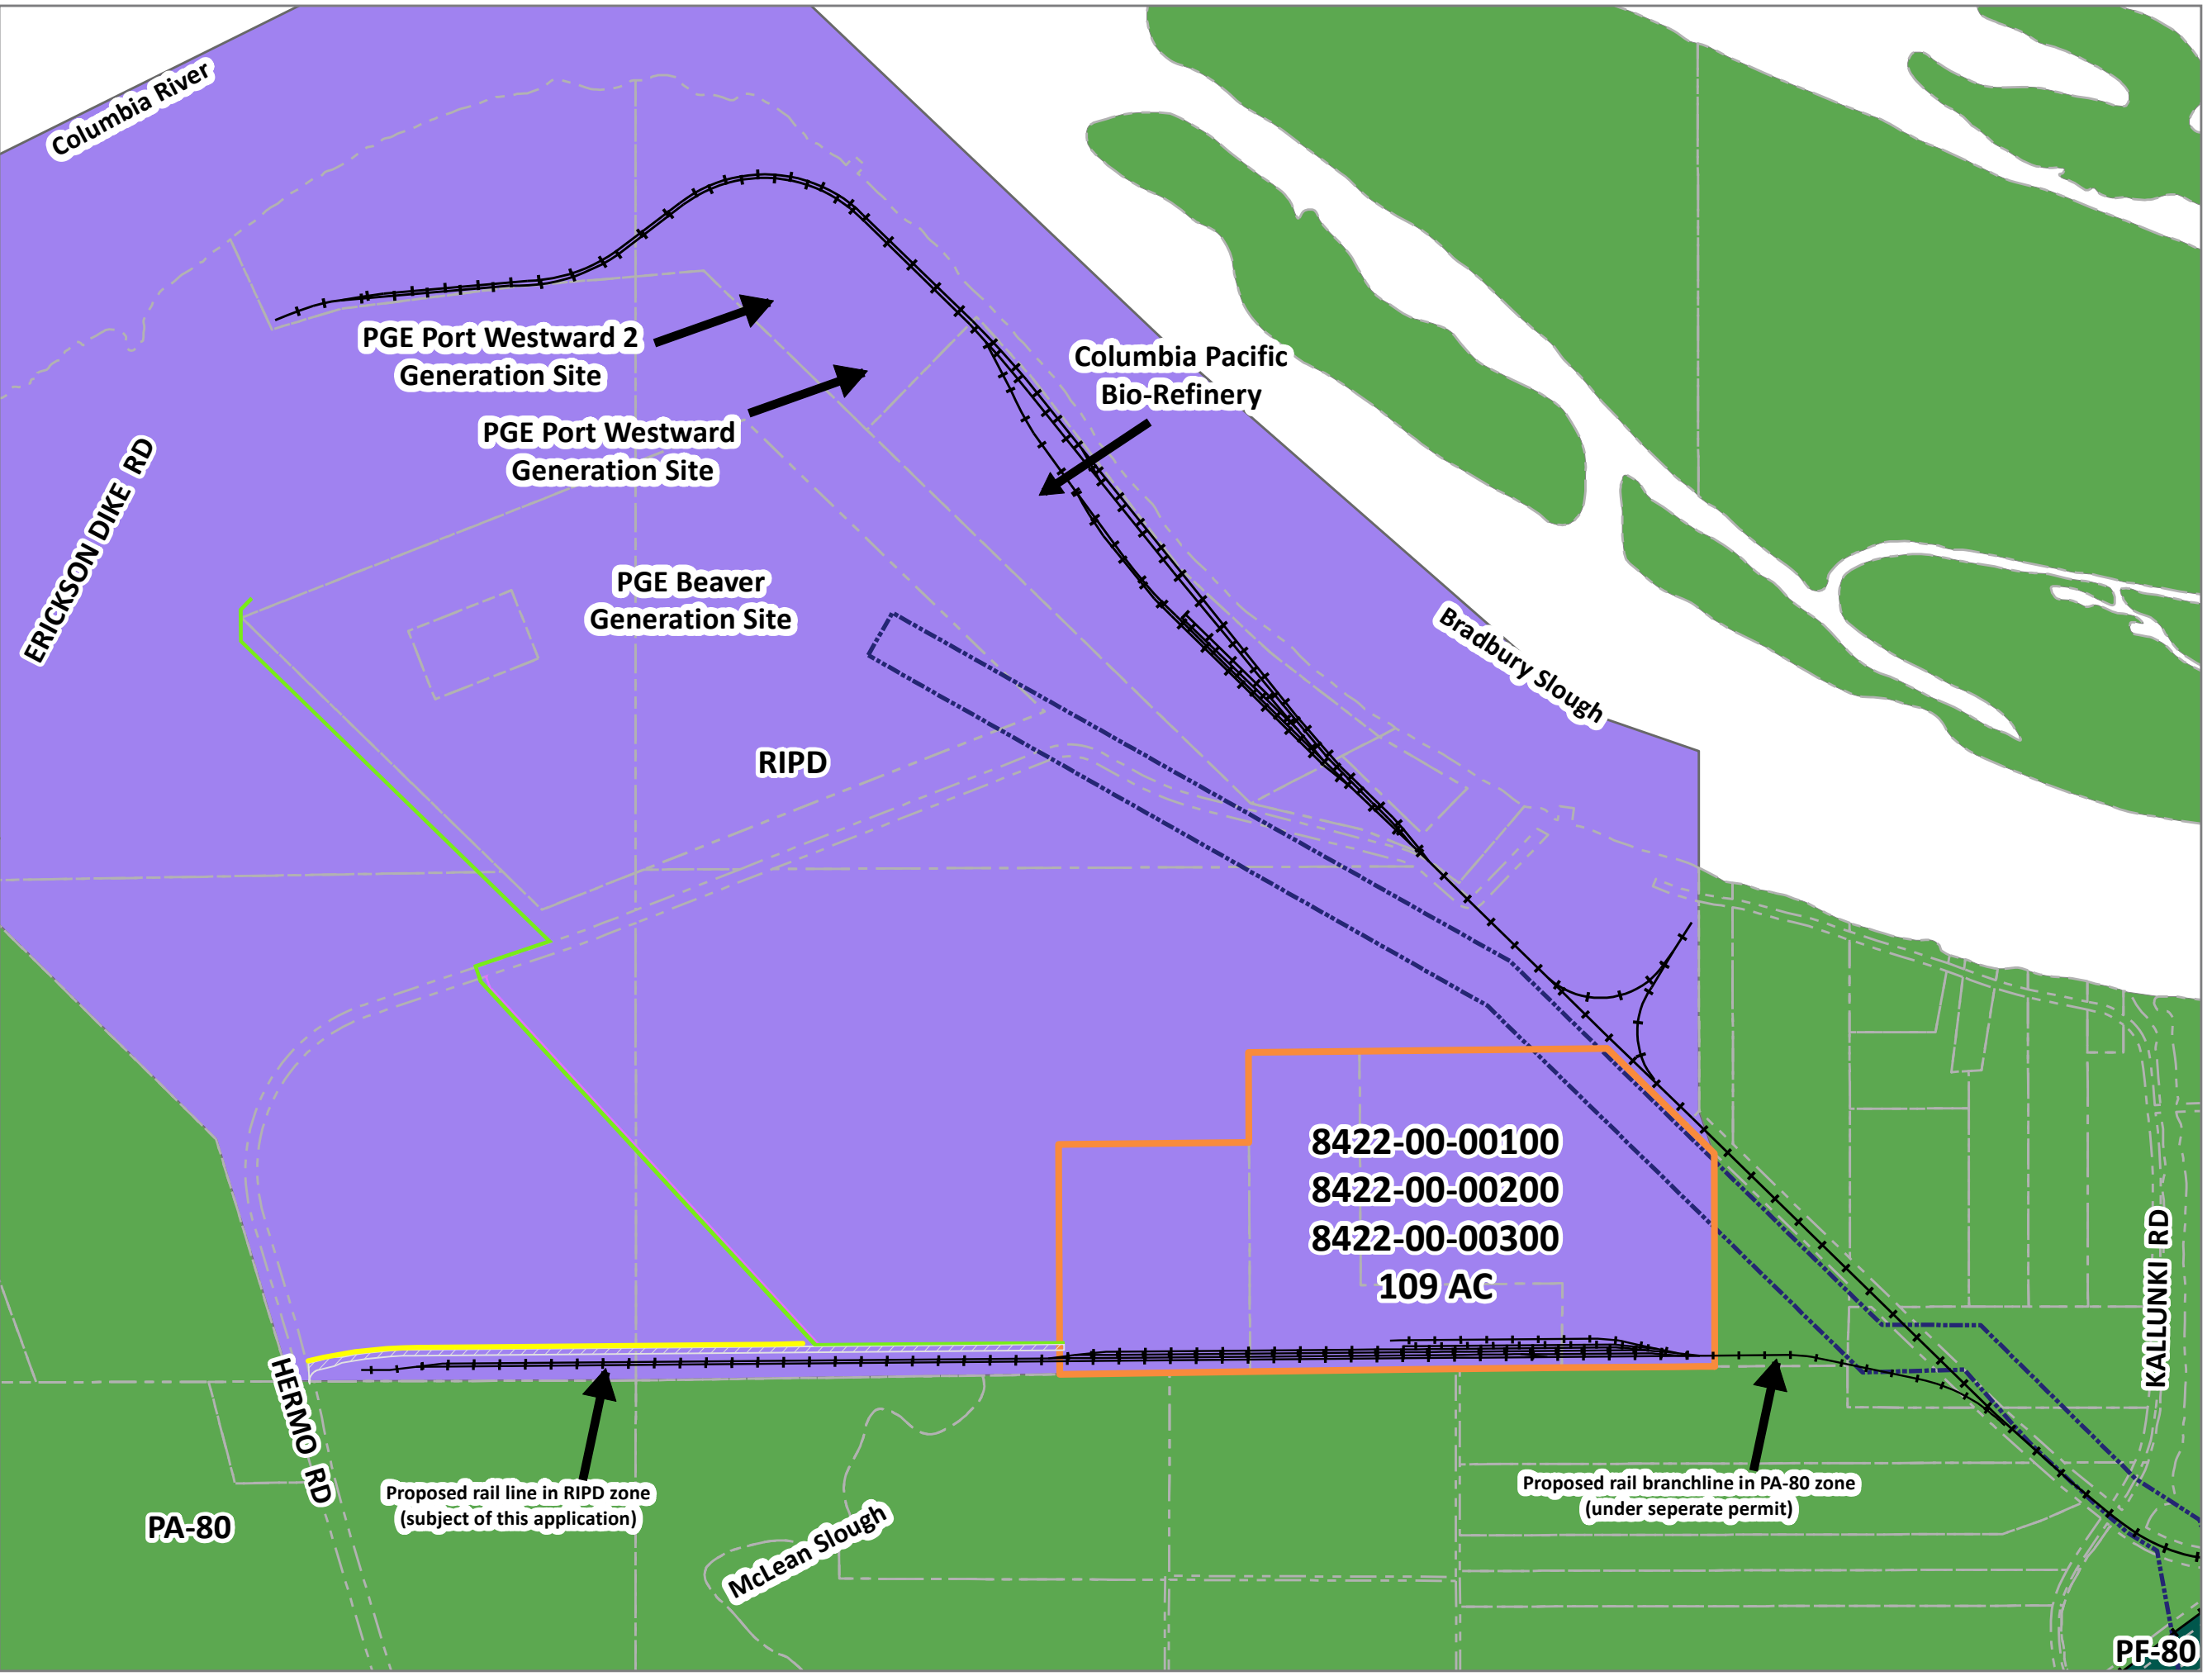 Columbia River
PGE Port Westward 2
Generation Site
Columbia Pacific
Bio-Refinery
PGE Port Westward
Generation Site
ERICKSON DIKE RD
PGE Beaver
Generation Site
Bradbury Slough
RIPD
8422-00-00100
8422-00-00200
8422-00-00300
109 AC
KALLUNKI RD
HERMO RD
Proposed rail line in RIPD zone
(subject of this application)
Proposed rail branchline in PA-80 zone
(under seperate permit)
PA-80
McLean Slough
PF-80